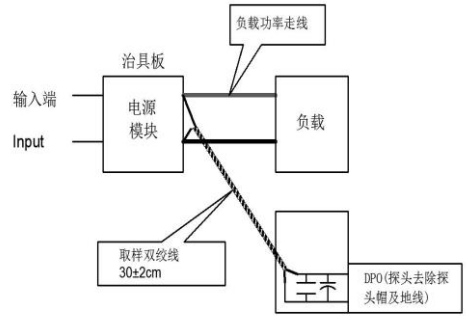 负载功率走线
治具板
输入端
Input
电源
模块
负载
取样双绞线
30±2cm
DPO(探头去除探
头帽及地线)